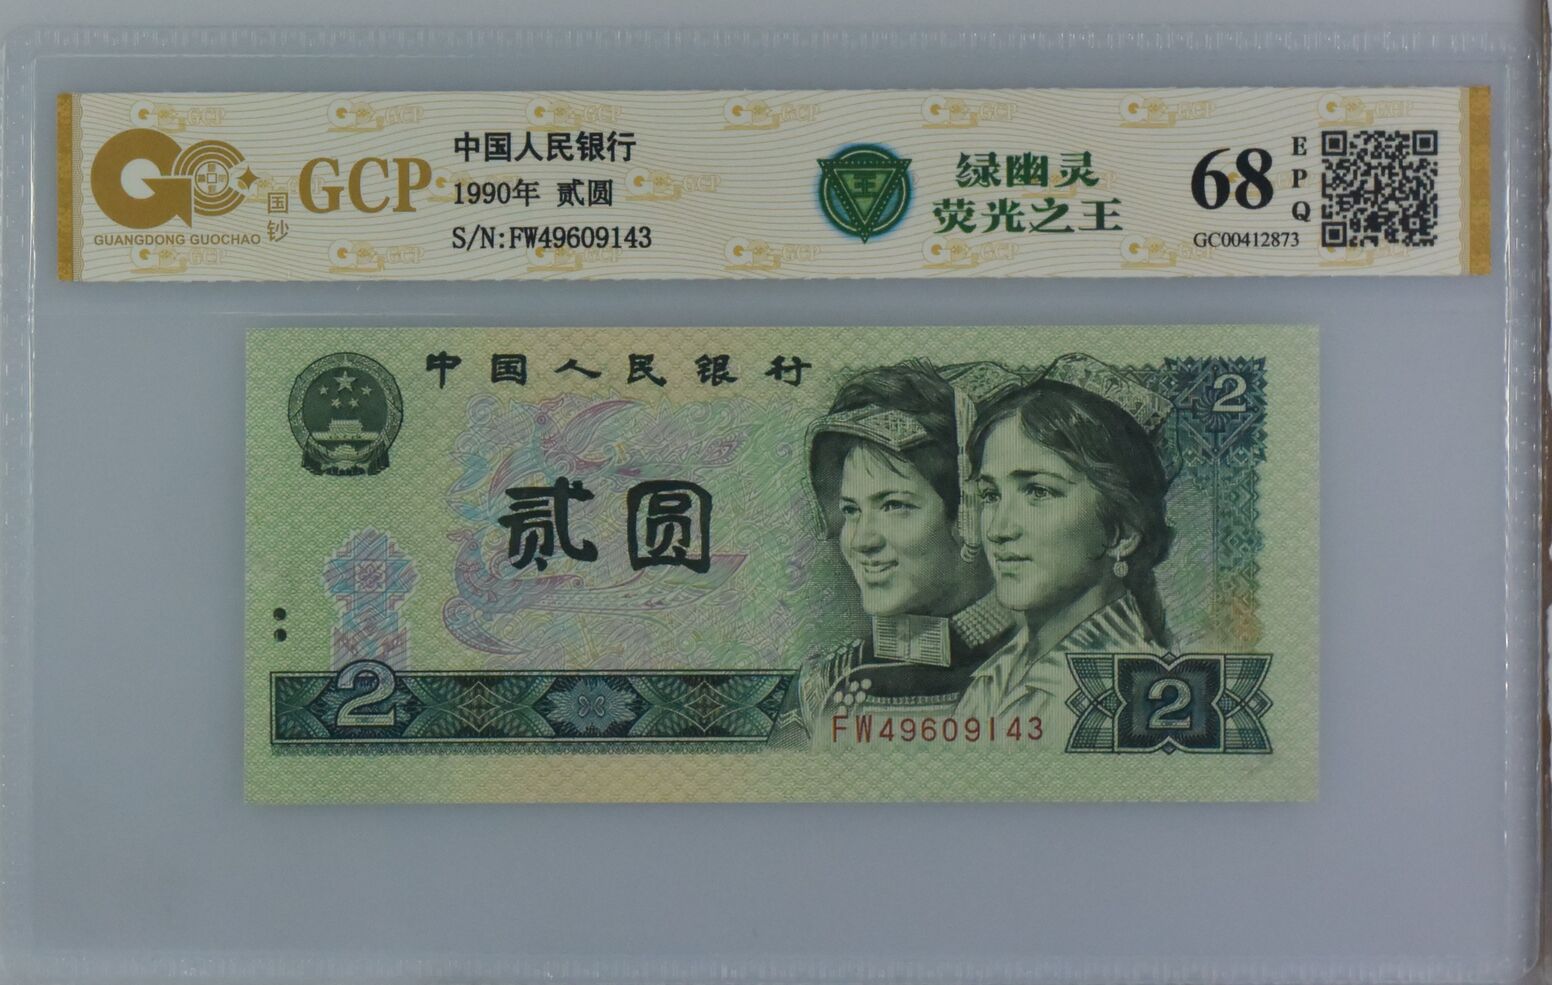 中国人民银行
1990年 贰圆
S/N:FW49609143
GCP
国钞
GUANGDONG GUOCHAO
王
绿幽灵
荧光之王
68
EPQ
GC00412873
中国人民银行
2
贰圆
2
FW49609143
2